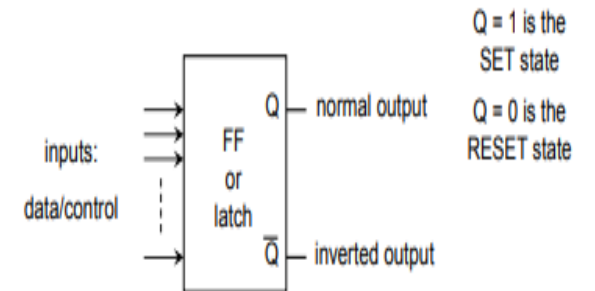 Q = 1 is the
SET state
Q = 0 is the
RESET state
inputs:
data/control
FF
or
latch
Q
normal output
Q̅
inverted output